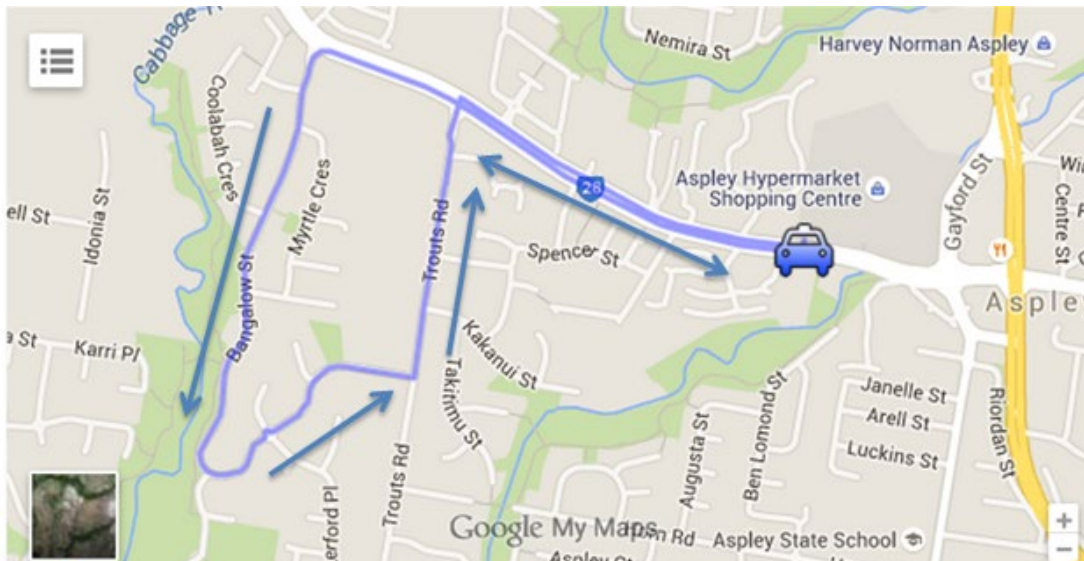 Cabbage
Nemira St
Harvey Norman Aspley
Coolabah Cres
Idonia St
ell St
Myrtle Cres
28
Aspley Hypermarket
Shopping Centre
Gayford St
Centre St
Trouts Rd
Spencer St
Bangalow St
Aspley
a St
Karri Pl
Kakanui St
Takitimu St
Janelle St
Arell St
Luckins St
Riordan St
Ben Lomond St
Augusta St
Trouts Rd
erford Pl
Google My Maps
Horn Rd
Aspley State School
Aspley